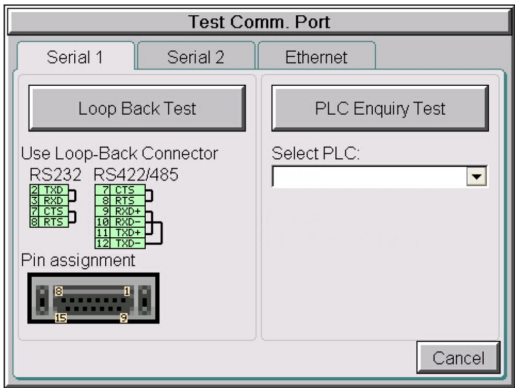 Test Comm. Port
Serial 1 Serial 2 Ethernet
Loop Back Test
PLC Enquiry Test
Use Loop-Back Connector
Select PLC:
RS232 RS422/485
2 TXD
3 RXD
7 CTS
8 RTS
7 CTS
8 RTS
9 RXD+
10 RXD-
11 TXD+
12 TXD-
Pin assignment
8 1
15 9
Cancel